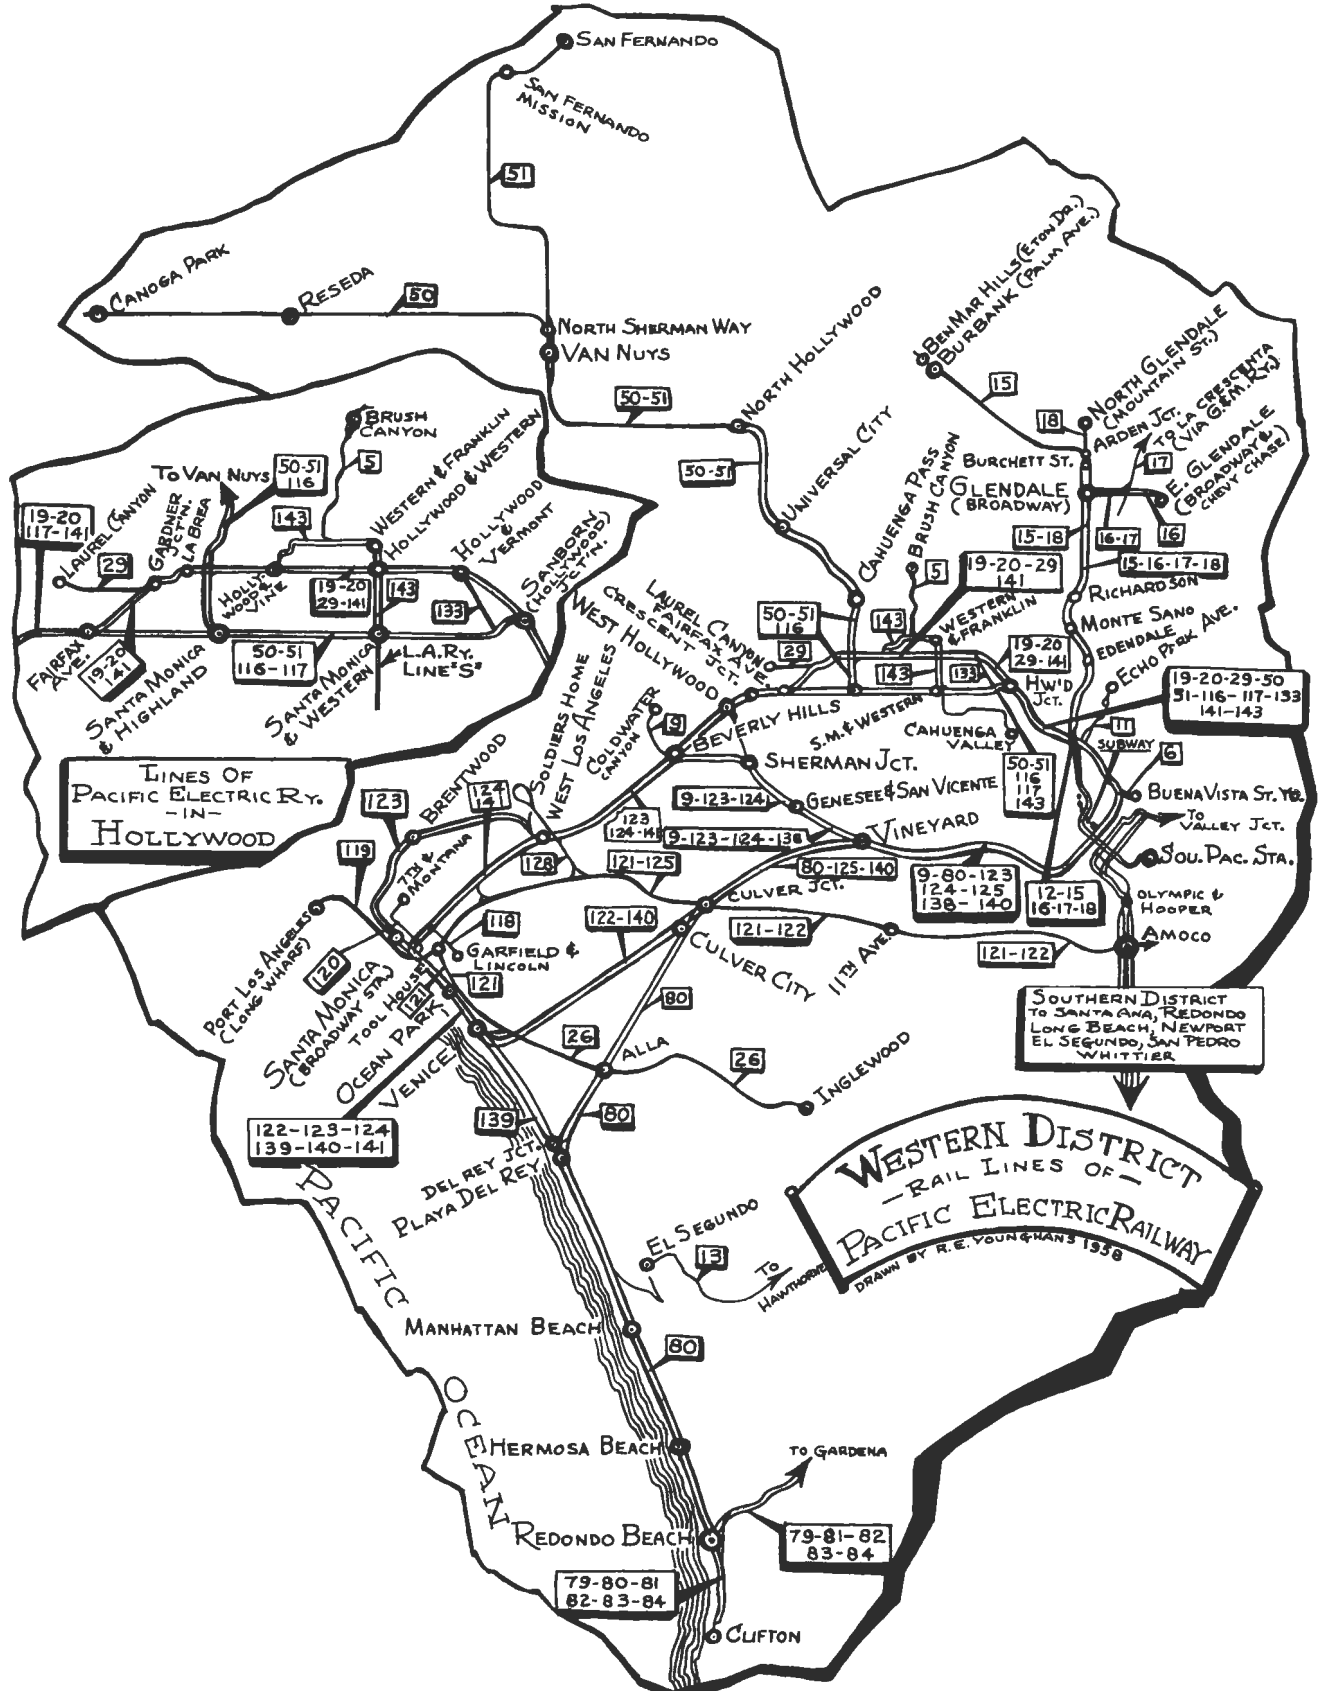 SAN FERNANDO
SAN FERNANDO
MISSION
51
CANOGA PARK
RESEDA
50
NORTH SHERMAN WAY
VAN NUYS
50-51
NORTH HOLLYWOOD
50-51
UNIVERSAL CITY
CAHUENGA PASS
BRUSH CANYON
5
BEN MAR HILLS (ETON DR.)
BURBANK (PALM AVE.)
15
18
NORTH GLENDALE
(MOUNTAIN ST.)
ARDEN JCT.
TO LA CRESCENTA
(VIA G.&M.RY.)
17
E. GLENDALE
(BROADWAY &
CHEVY CHASE)
BURCHETT ST.
GLENDALE
(BROADWAY)
16
15-18
16-17
15-16-17-18
RICHARDSON
MONTE SANO
EDENDALE
ECHO PARK AVE.
19-20-29
141
WESTERN
& FRANKLIN
143
143
133
19-20
29-141
HW'D
JCT.
19-20-29-50
51-116-117-133
141-143
11
SUBWAY
6
BUENA VISTA ST. YD.
TO
VALLEY JCT.
SOU. PAC. STA.
OLYMPIC &
HOOPER
AMOCO
BRUSH
CANYON
5
TO VAN NUYS
50-51
116
WESTERN & FRANKLIN
HOLLYWOOD & WESTERN
HOLLYWOOD
&
VERMONT
SANBORN
(HOLLYWOOD)
JCT'N.
19-20
117-141
LAUREL CANYON
29
GARDNER
JCT'N.
LA BREA
143
HOLLY-
WOOD &
VINE
19-20
29-141
143
133
FAIRFAX
AVE.
19-20
141
SANTA MONICA
& HIGHLAND
50-51
116-117
SANTA MONICA
& WESTERN
L.A.RY.
LINE "S"
LINES OF
PACIFIC ELECTRIC RY.
-IN-
HOLLYWOOD
LAUREL CANYON
FAIRFAX AVE.
CRESCENT JCT.
WEST HOLLYWOOD
29
50-51
116
S.M. & WESTERN
CAHUENGA
VALLEY
50-51
116
117
143
BEVERLY HILLS
COLDWATER
CANYON
9
SHERMAN JCT.
GENESEE & SAN VICENTE
9-123-124
9-123-124-138
VINEYARD
80-125-140
9-80-123
124-125
138-140
12-15
16-17-18
SOLDIERS HOME
WEST LOS ANGELES
BRENTWOOD
123
124
141
123
124-141
128
121-125
119
7TH &
MONTANA
118
GARFIELD &
LINCOLN
122-140
CULVER JCT.
CULVER CITY
121-122
11TH AVE.
121-122
PORT LOS ANGELES
(LONG WHARF)
120
SANTA MONICA
(BROADWAY STA.)
TOOL HOUSE
121
121
OCEAN PARK
VENICE
122-123-124
139-140-141
80
26
ALLA
26
INGLEWOOD
139
80
DEL REY JCT.
PLAYA DEL REY
SOUTHERN DISTRICT
TO SANTA ANA, REDONDO
LONG BEACH, NEWPORT
EL SEGUNDO, SAN PEDRO
WHITTIER
WESTERN DISTRICT
-RAIL LINES OF-
PACIFIC ELECTRIC RAILWAY
DRAWN BY R.E. YOUNGHANS 1938
EL SEGUNDO
13
TO
HAWTHORNE
PACIFIC
OCEAN
MANHATTAN BEACH
80
HERMOSA BEACH
TO GARDENA
REDONDO BEACH
79-81-82
83-84
79-80-81
82-83-84
CLIFTON